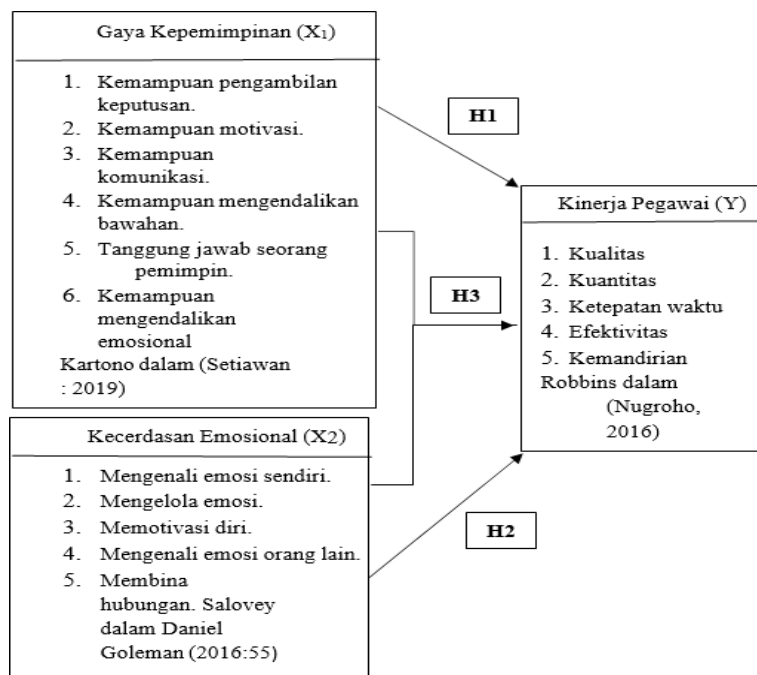 Gaya Kepemimpinan (X₁)
1. Kemampuan pengambilan
keputusan.
2. Kemampuan motivasi.
3. Kemampuan
komunikasi.
4. Kemampuan mengendalikan
bawahan.
5. Tanggung jawab seorang
pemimpin.
6. Kemampuan
mengendalikan
emosional
Kartono dalam (Setiawan
: 2019)
Kecerdasan Emosional (X2)
1. Mengenali emosi sendiri.
2. Mengelola emosi.
3. Memotivasi diri.
4. Mengenali emosi orang lain.
5. Membina
hubungan. Salovey
dalam Daniel
Goleman (2016:55)
H1
H3
H2
Kinerja Pegawai (Y)
1. Kualitas
2. Kuantitas
3. Ketepatan waktu
4. Efektivitas
5. Kemandirian
Robbins dalam
(Nugroho,
2016)